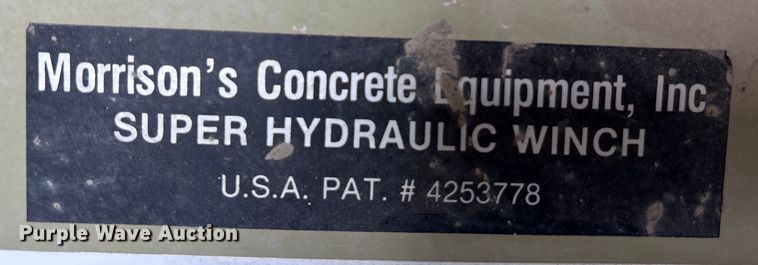 Morrison's Concrete Equipment, Inc
SUPER HYDRAULIC WINCH
U.S.A. PAT. # 4253778
Purple Wave Auction